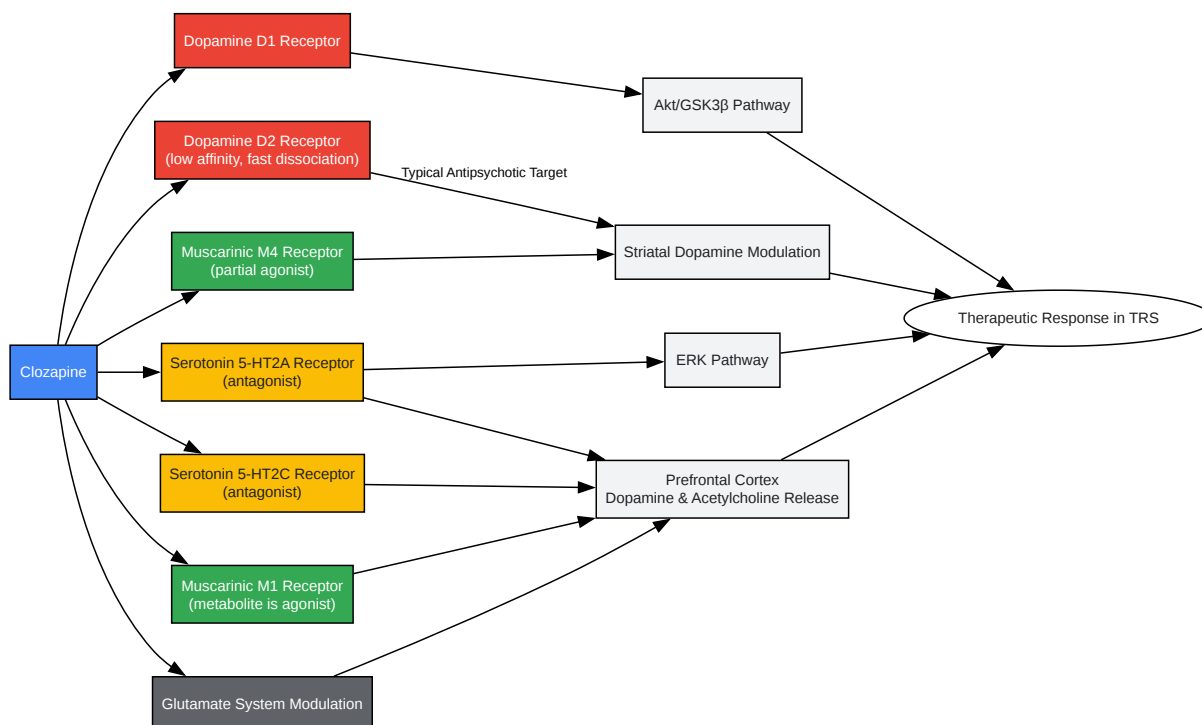 Dopamine D1 Receptor
Akt/GSK3β Pathway
Dopamine D2 Receptor
(low affinity, fast dissociation)
Typical Antipsychotic Target
Muscarinic M4 Receptor
(partial agonist)
Striatal Dopamine Modulation
Therapeutic Response in TRS
Clozapine
Serotonin 5-HT2A Receptor
(antagonist)
ERK Pathway
Serotonin 5-HT2C Receptor
(antagonist)
Prefrontal Cortex
Dopamine & Acetylcholine Release
Muscarinic M1 Receptor
(metabolite is agonist)
Glutamate System Modulation